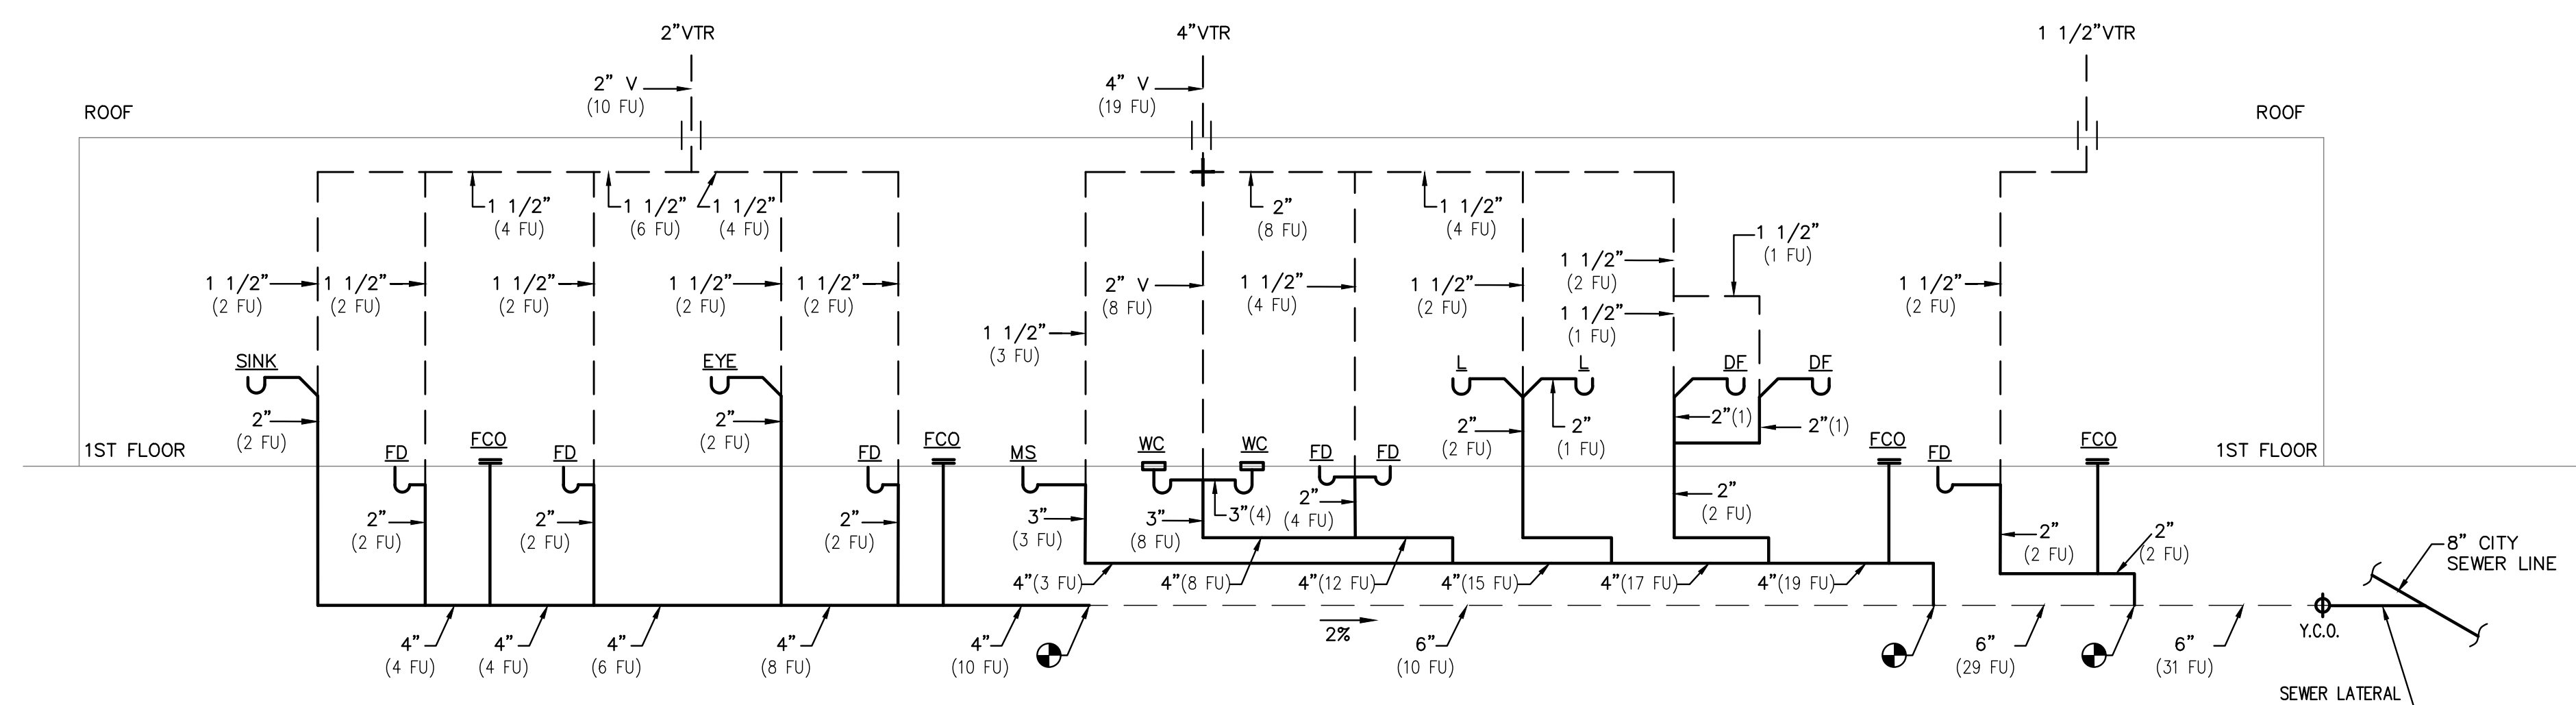 2”VTR
4”VTR
1 1/2”VTR
2” V
(10 FU)
4” V
(19 FU)
ROOF
ROOF
1 1/2”
(4 FU)
1 1/2”
(6 FU)
1 1/2”
(4 FU)
2”
(8 FU)
1 1/2”
(4 FU)
1 1/2”
(1 FU)
1 1/2”
(2 FU)
1 1/2”
(2 FU)
1 1/2”
(2 FU)
1 1/2”
(2 FU)
1 1/2”
(2 FU)
1 1/2”
(3 FU)
2” V
(8 FU)
1 1/2”
(4 FU)
1 1/2”
(2 FU)
1 1/2”
(2 FU)
1 1/2”
(1 FU)
1 1/2”
(2 FU)
SINK
EYE
L
L
DF
DF
2”
(2 FU)
2”
(2 FU)
2”
(2 FU)
2”
(1 FU)
2”(1)
2”(1)
1ST FLOOR
FD
FCO
FD
FD
FCO
MS
WC
WC
FD
FD
FCO
FD
FCO
1ST FLOOR
2”
(2 FU)
2”
(2 FU)
2”
(2 FU)
3”
(3 FU)
3”
(8 FU)
3”(4)
2”
(4 FU)
2”
(2 FU)
2”
(2 FU)
2”
(2 FU)
8” CITY
SEWER LINE
4”(3 FU)
4”(8 FU)
4”(12 FU)
4”(15 FU)
4”(17 FU)
4”(19 FU)
4”
(4 FU)
4”
(4 FU)
4”
(6 FU)
4”
(8 FU)
4”
(10 FU)
2%
6”
(10 FU)
6”
(29 FU)
6”
(31 FU)
Y.C.O.
SEWER LATERAL